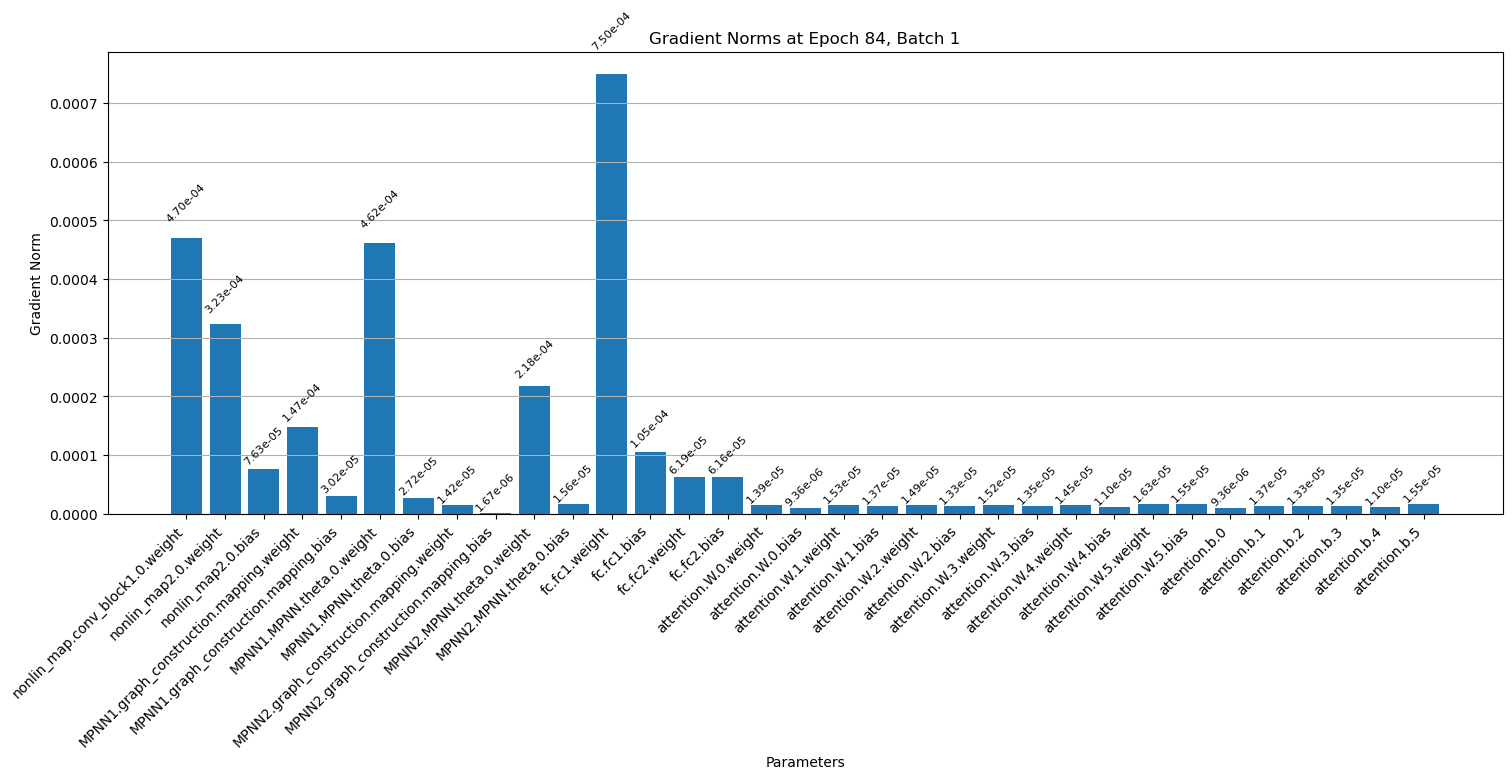 Gradient Norms at Epoch 84, Batch 1
Gradient Norm
0.0007
0.0006
0.0005
0.0004
0.0003
0.0002
0.0001
0.0000
4.70e-04
3.23e-04
7.63e-05
1.47e-04
3.02e-05
4.62e-04
2.72e-05
1.42e-05
1.67e-06
2.18e-04
1.56e-05
7.50e-04
1.05e-04
6.19e-05
6.16e-05
1.39e-05
9.36e-06
1.53e-05
1.37e-05
1.49e-05
1.33e-05
1.52e-05
1.35e-05
1.45e-05
1.10e-05
1.63e-05
1.55e-05
9.36e-06
1.37e-05
1.33e-05
1.35e-05
1.10e-05
1.55e-05
nonlin_map.conv_block1.0.weight
nonlin_map2.0.weight
nonlin_map2.0.bias
MPNN1.graph_construction.mapping.weight
MPNN1.graph_construction.mapping.bias
MPNN1.MPNN.theta.0.weight
MPNN1.MPNN.theta.0.bias
MPNN2.graph_construction.mapping.weight
MPNN2.graph_construction.mapping.bias
MPNN2.MPNN.theta.0.weight
MPNN2.MPNN.theta.0.bias
fc.fc1.weight
fc.fc1.bias
fc.fc2.weight
fc.fc2.bias
attention.W.0.weight
attention.W.0.bias
attention.W.1.weight
attention.W.1.bias
attention.W.2.weight
attention.W.2.bias
attention.W.3.weight
attention.W.3.bias
attention.W.4.weight
attention.W.4.bias
attention.W.5.weight
attention.W.5.bias
attention.b.0
attention.b.1
attention.b.2
attention.b.3
attention.b.4
attention.b.5
Parameters